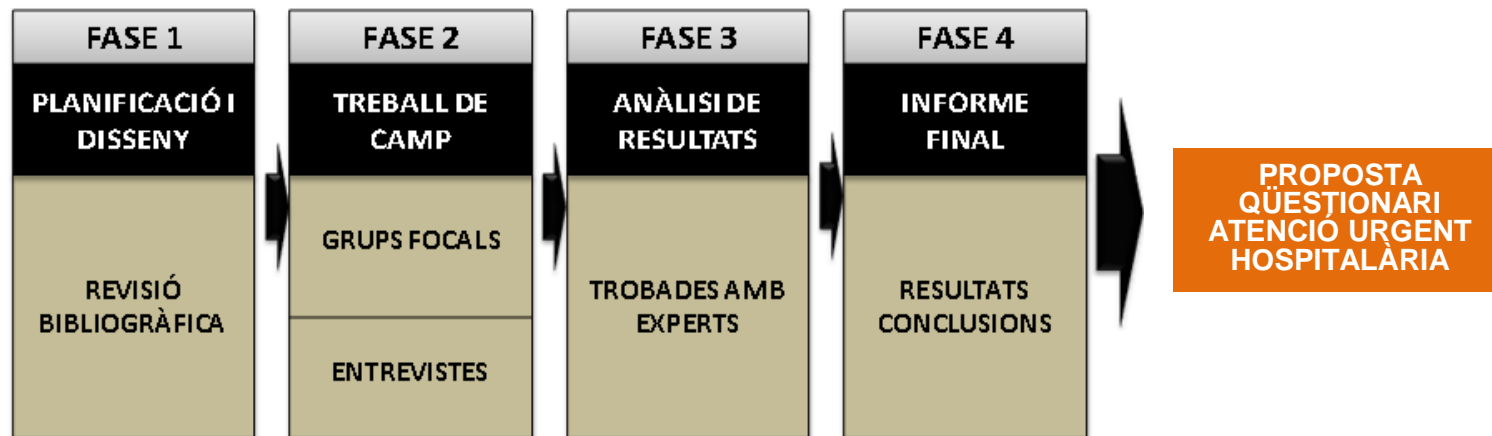 FASE 1
PLANIFICACIÓ I
DISSENY
REVISIÓ
BIBLIOGRÀFICA
FASE 2
TREBALL DE
CAMP
GRUPS FOCALS
ENTREVISTES
FASE 3
ANÀLISI DE
RESULTATS
TROBADES AMB
EXPERTS
FASE 4
INFORME
FINAL
RESULTATS
CONCLUSIONS
PROPOSTA
QÜESTIONARI
ATENCIÓ URGENT
HOSPITALÀRIA